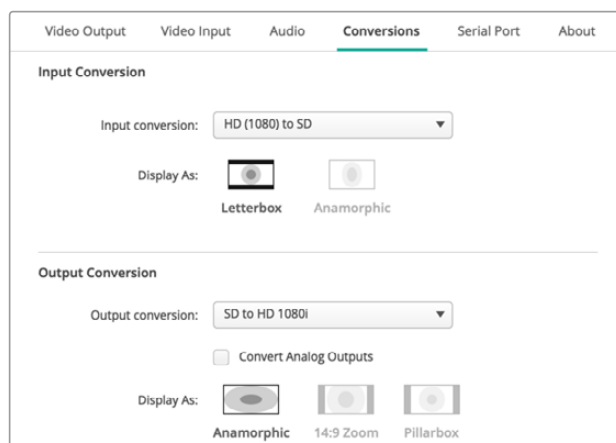 Video Output Video Input Audio Conversions Serial Port About
Input Conversion
Input conversion: HD (1080) to SD
Display As:
Letterbox Anamorphic
Output Conversion
Output conversion: SD to HD 1080i
Convert Analog Outputs
Display As:
Anamorphic 14:9 Zoom Pillarbox